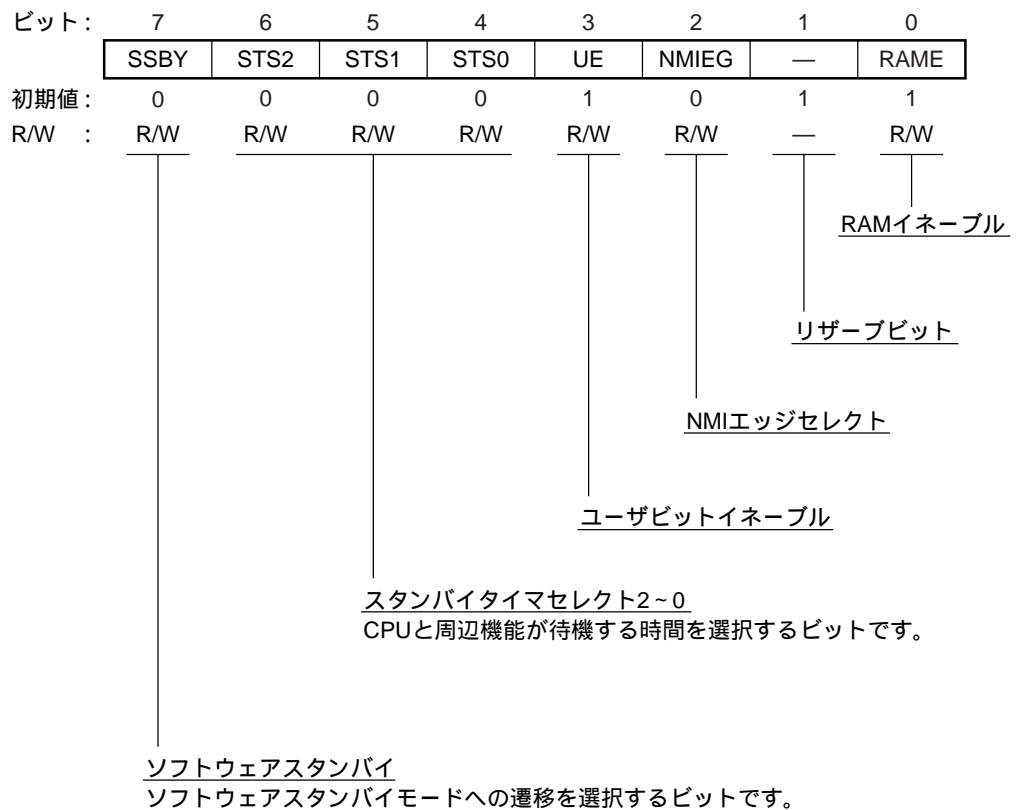 ビット : 7 6 5 4 3 2 1 0
SSBY STS2 STS1 STS0 UE NMIEG — RAME
初期値 : 0 0 0 0 1 0 1 1
R/W : R/W R/W R/W R/W R/W R/W — R/W
RAMイネーブル
リザーブビット
NMIエッジセレクト
ユーザビットイネーブル
スタンバイタイマセレクト2~0
CPUと周辺機能が待機する時間を選択するビットです。
ソフトウェアスタンバイ
ソフトウェアスタンバイモードへの遷移を選択するビットです。